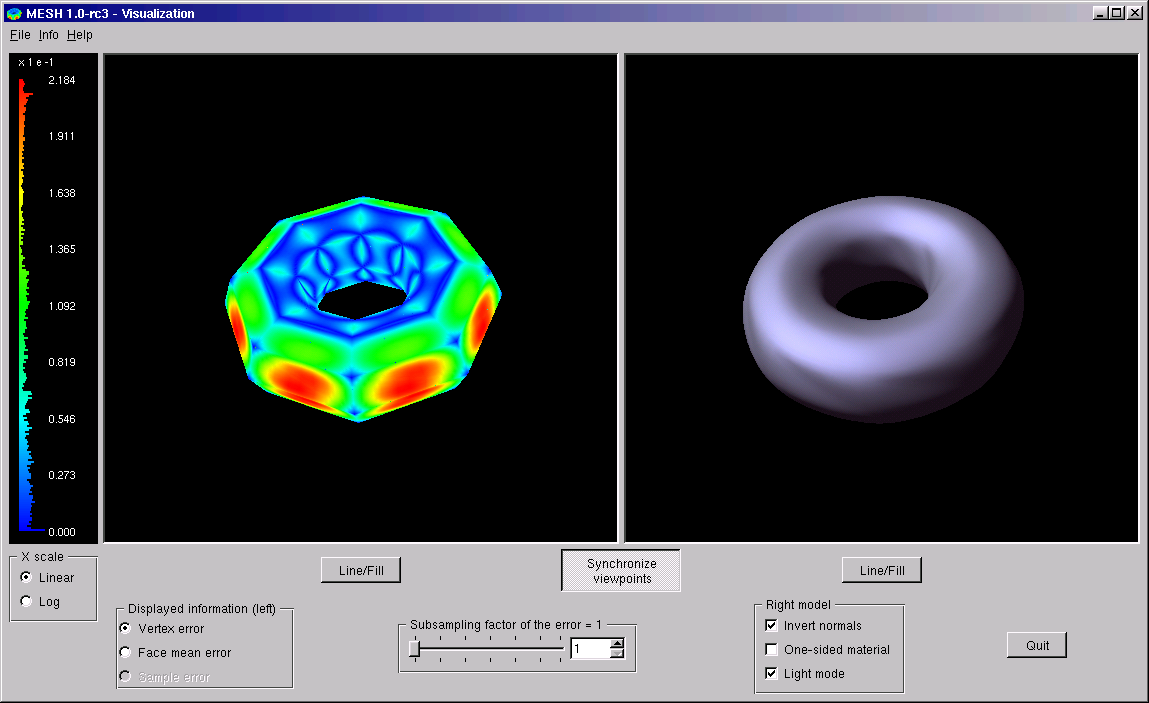 MESH 1.0-rc3 - Visualization
File Info Help
x 1 e -1
2.184
1.911
1.638
1.365
1.092
0.819
0.546
0.273
0.000
X scale
Linear
Log
Line/Fill
Synchronize
viewpoints
Line/Fill
Displayed information (left)
Vertex error
Face mean error
Sample error
Subsampling factor of the error = 1
1
Right model
Invert normals
One-sided material
Light mode
Quit